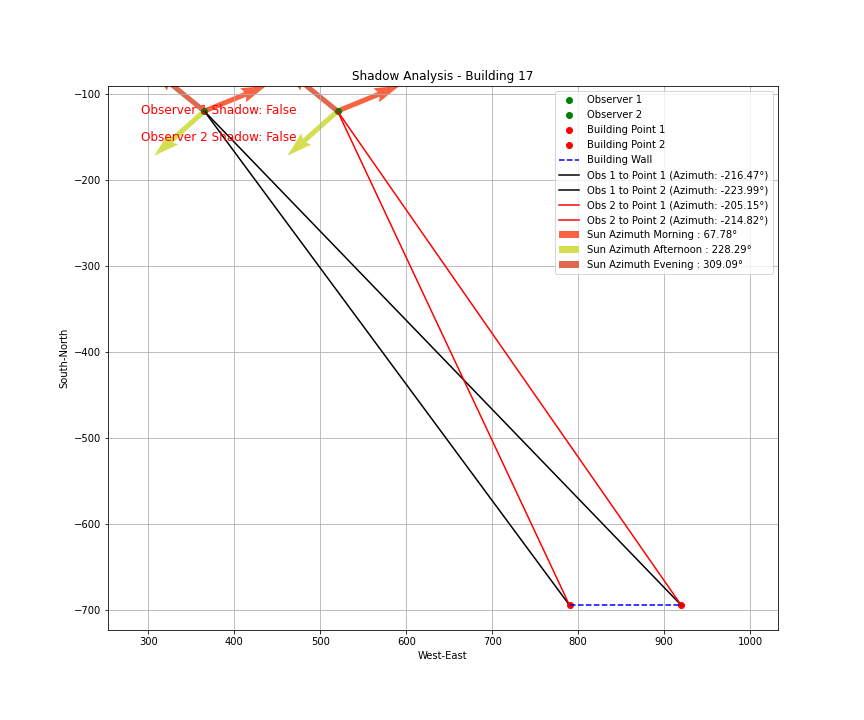 Shadow Analysis - Building 17
Observer 1 Shadow: False
Observer 2 Shadow: False
Observer 1
Observer 2
Building Point 1
Building Point 2
Building Wall
Obs 1 to Point 1 (Azimuth: -216.47°)
Obs 1 to Point 2 (Azimuth: -223.99°)
Obs 2 to Point 1 (Azimuth: -205.15°)
Obs 2 to Point 2 (Azimuth: -214.82°)
Sun Azimuth Morning : 67.78°
Sun Azimuth Afternoon : 228.29°
Sun Azimuth Evening : 309.09°
−100
−200
−300
−400
−500
−600
−700
South-North
300 400 500 600 700 800 900 1000
West-East